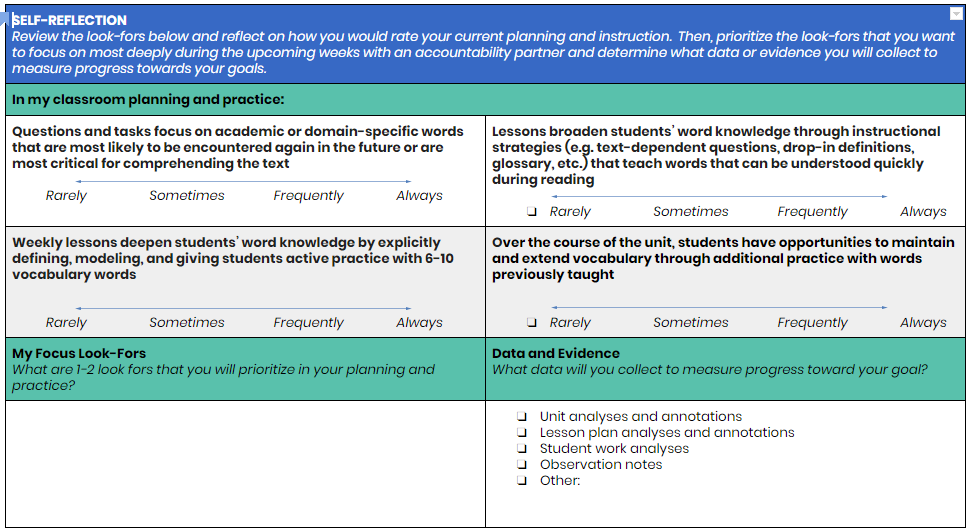 SELF-REFLECTION
Review the look-fors below and reflect on how you would rate your current planning and instruction.  Then, prioritize the look-fors that you want
to focus on most deeply during the upcoming weeks with an accountability partner and determine what data or evidence you will collect to
measure progress towards your goals.
In my classroom planning and practice:
Questions and tasks focus on academic or domain-specific words
that are most likely to be encountered again in the future or are
most critical for comprehending the text
Rarely Sometimes Frequently Always
Lessons broaden students' word knowledge through instructional
strategies (e.g. text-dependent questions, drop-in definitions,
glossary, etc.) that teach words that can be understood quickly
during reading
❏ Rarely Sometimes Frequently Always
Weekly lessons deepen students' word knowledge by explicitly
defining, modeling, and giving students active practice with 6-10
vocabulary words
Rarely Sometimes Frequently Always
Over the course of the unit, students have opportunities to maintain
and extend vocabulary through additional practice with words
previously taught
❏ Rarely Sometimes Frequently Always
My Focus Look-Fors
What are 1-2 look fors that you will prioritize in your planning and
practice?
Data and Evidence
What data will you collect to measure progress toward your goal?
❏ Unit analyses and annotations
❏ Lesson plan analyses and annotations
❏ Student work analyses
❏ Observation notes
❏ Other: